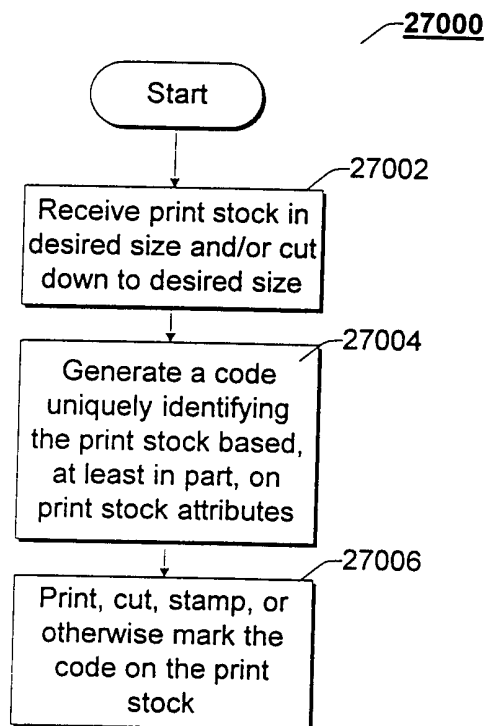 27000
Start
27002
Receive print stock in
desired size and/or cut
down to desired size
27004
Generate a code
uniquely identifying
the print stock based,
at least in part, on
print stock attributes
27006
Print, cut, stamp, or
otherwise mark the
code on the print
stock